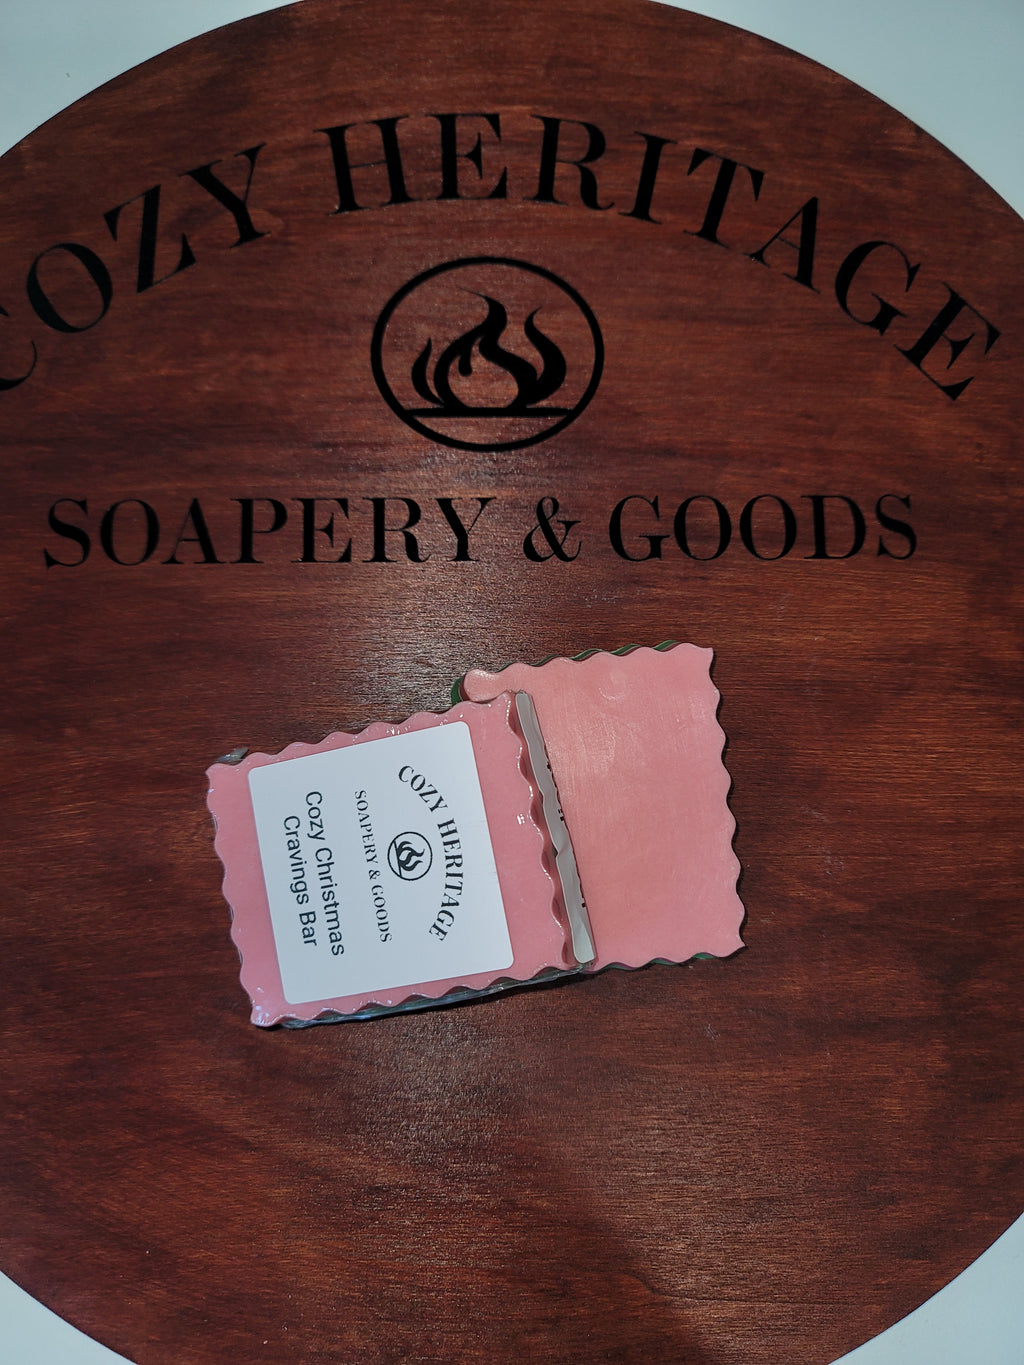 COZY HERITAGE
SOAPERY & GOODS
COZY HERITAGE
SOAPERY & GOODS
Cozy Christmas
Cravings Bar